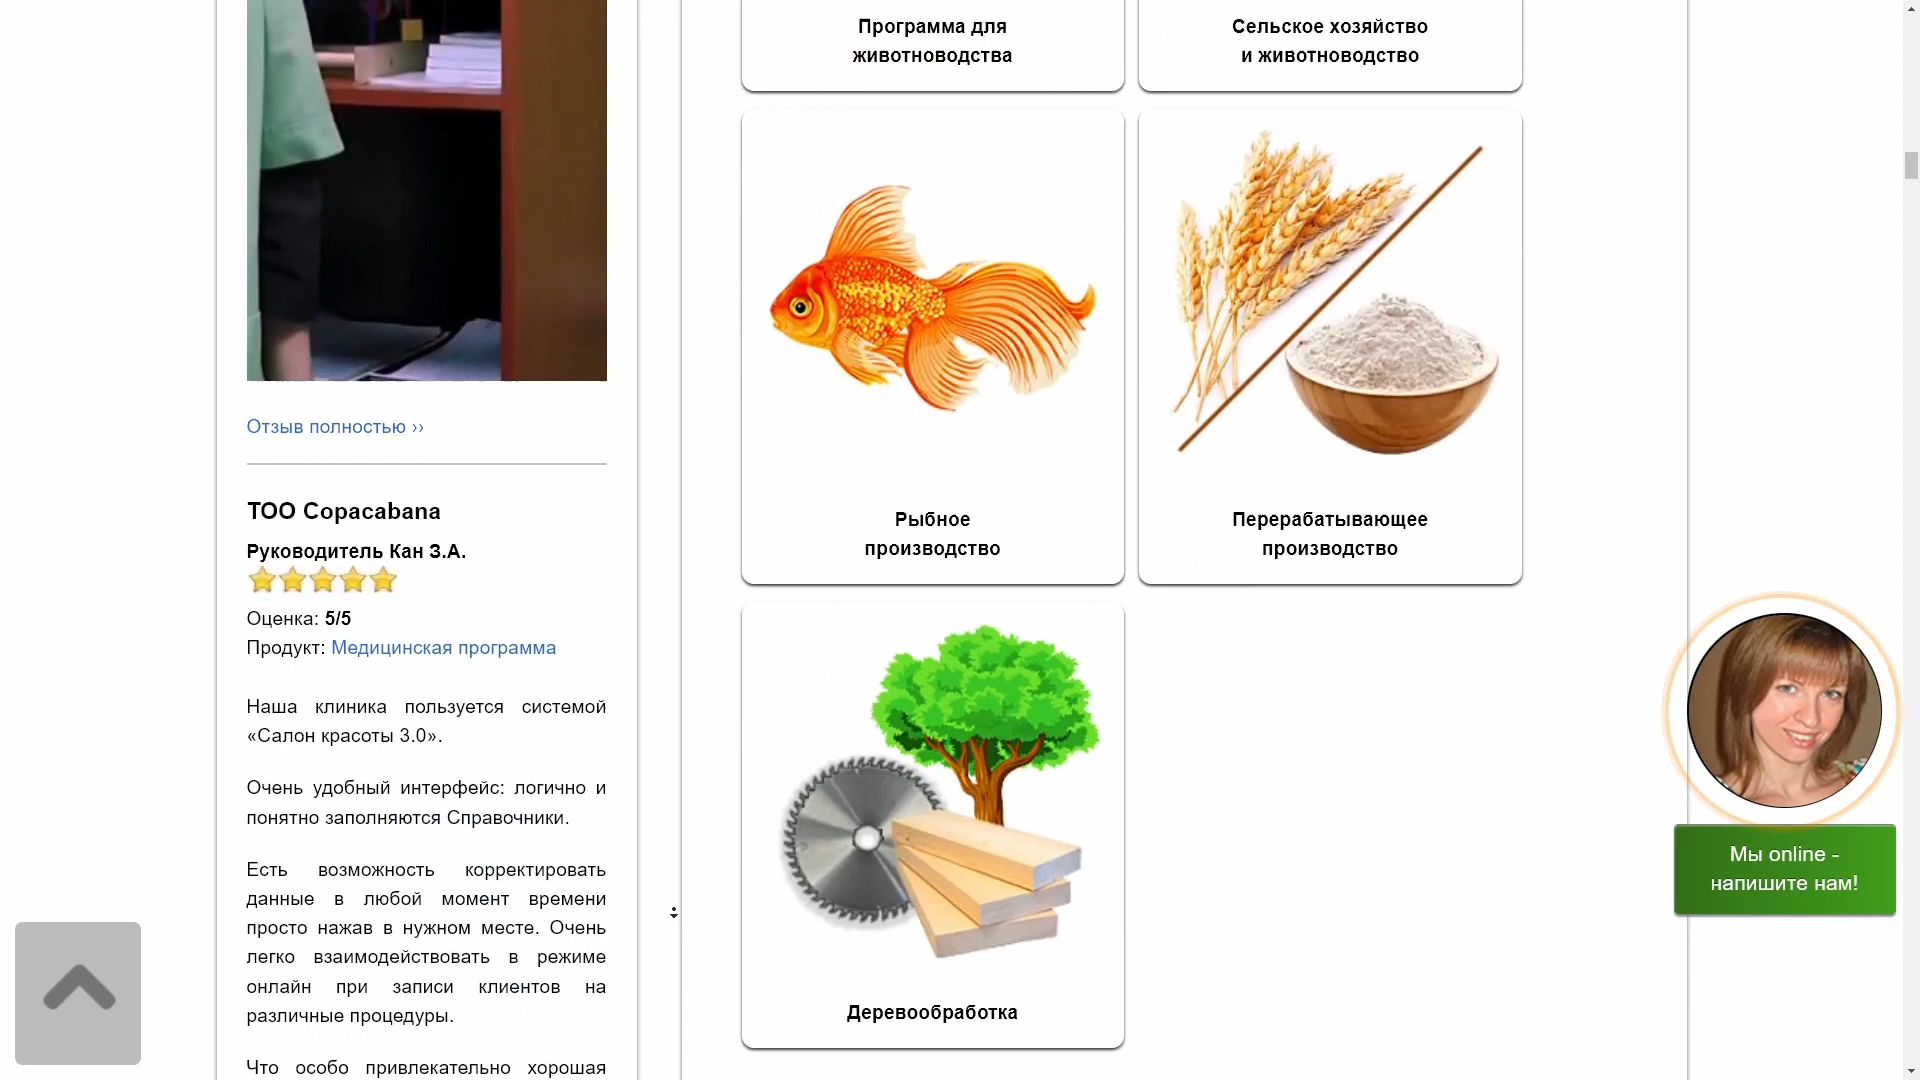 Программа для
животноводства
Сельское хозяйство
и животноводство
Отзыв полностью ››
ТОО Copacabana
Руководитель Кан З.А.
Оценка: 5/5
Продукт: Медицинская программа
Наша клиника пользуется системой
«Салон красоты 3.0».
Очень удобный интерфейс: логично и
понятно заполняются Справочники.
Есть возможность корректировать
данные в любой момент времени
просто нажав в нужном месте. Очень
легко взаимодействовать в режиме
онлайн при записи клиентов на
различные процедуры.
Что особо привлекательно хорошая
Рыбное
производство
Перерабатывающее
производство
Деревообработка
Мы online -
напишите нам!